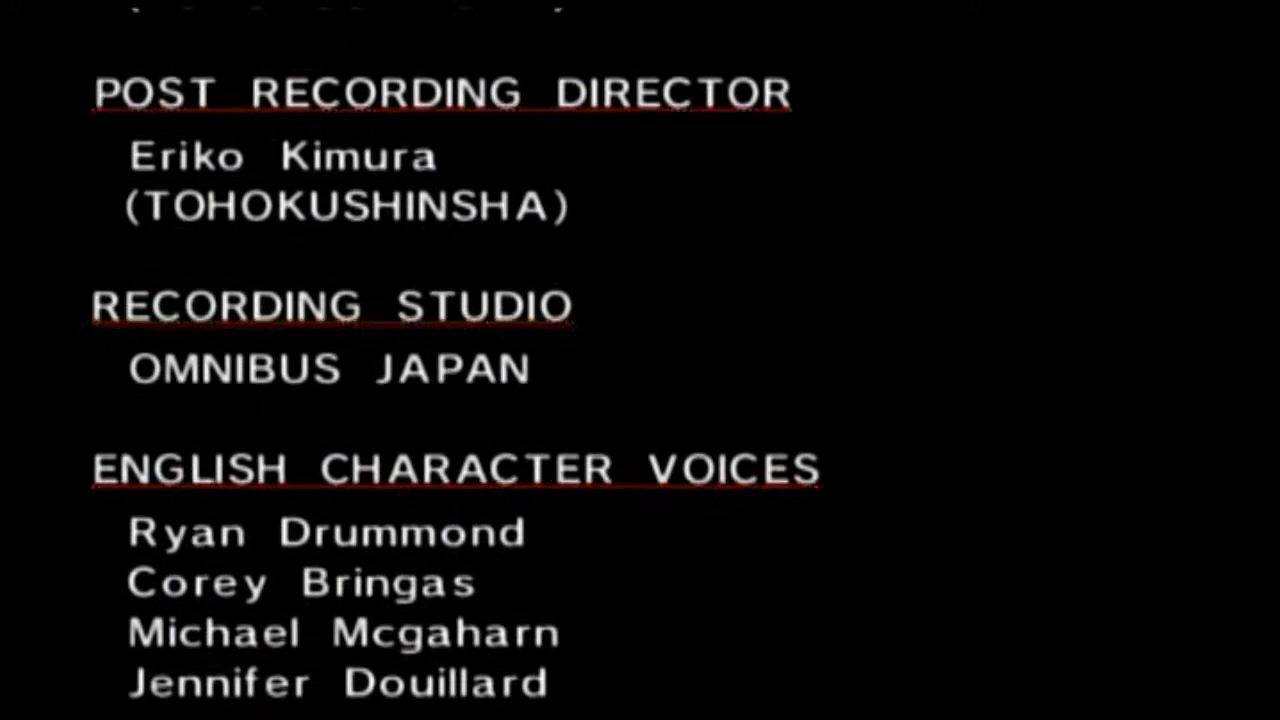 POST RECORDING DIRECTOR
Eriko Kimura
(TOHOKUSHINSHA)
RECORDING STUDIO
OMNIBUS JAPAN
ENGLISH CHARACTER VOICES
Ryan Drummond
Corey Bringas
Michael Mcgaharn
Jennifer Douillard